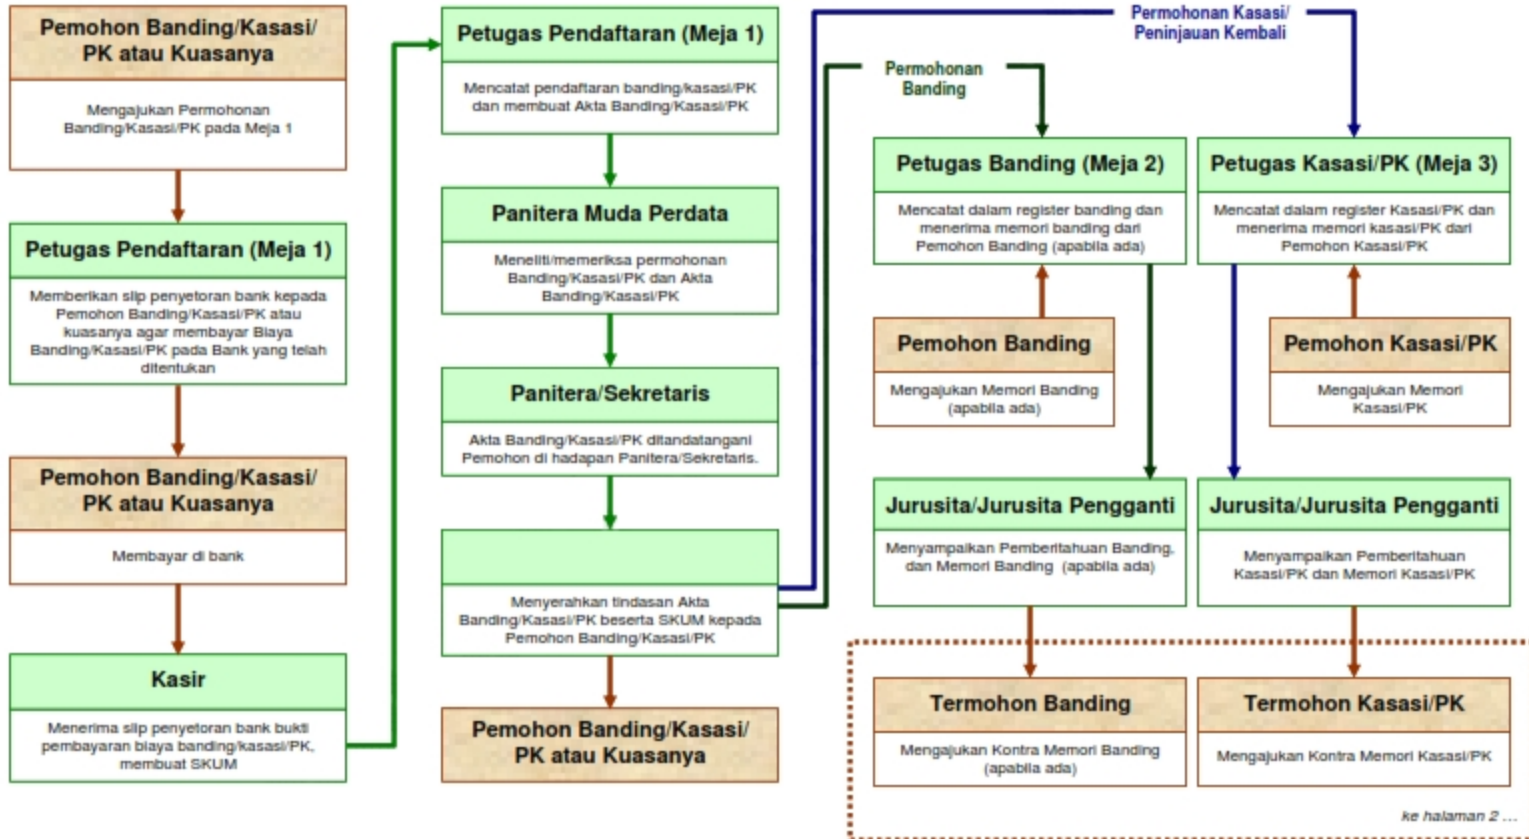 Pemohon Banding/Kasasi/
PK atau Kuasanya
Mengajukan Permohonan
Banding/Kasasi/PK pada Meja 1
Petugas Pendaftaran (Meja 1)
Memberikan slip penyetoran bank kepada
Pemohon Banding/Kasasi/PK atau
kuasanya agar membayar Biaya
Banding/Kasasi/PK pada Bank yang telah
ditentukan
Pemohon Banding/Kasasi/
PK atau Kuasanya
Membayar di bank
Kasir
Menerima slip penyetoran bank bukti
pembayaran biaya banding/kasasi/PK,
membuat SKUM
Petugas Pendaftaran (Meja 1)
Mencatat pendaftaran banding/kasasi/PK
dan membuat Akta Banding/Kasasi/PK
Panitera Muda Perdata
Meneliti/memeriksa permohonan
Banding/Kasasi/PK dan Akta
Banding/Kasasi/PK
Panitera/Sekretaris
Akta Banding/Kasasi/PK ditandatangani
Pemohon di hadapan Panitera/Sekretaris.
Menyerahkan tindasan Akta
Banding/Kasasi/PK beserta SKUM kepada
Pemohon Banding/Kasasi/PK
Pemohon Banding/Kasasi/
PK atau Kuasanya
Permohonan Kasasi/
Peninjauan Kembali
Permohonan
Banding
Petugas Banding (Meja 2)
Mencatat dalam register banding dan
menerima memori banding dari
Pemohon Banding (apabila ada)
Pemohon Banding
Mengajukan Memori Banding
(apabila ada)
Jurusita/Jurusita Pengganti
Menyampaikan Pemberitahuan Banding,
dan Memori Banding (apabila ada)
Termohon Banding
Mengajukan Kontra Memori Banding
(apabila ada)
Petugas Kasasi/PK (Meja 3)
Mencatat dalam register Kasasi/PK dan
menerima memori kasasi/PK dari
Pemohon Kasasi/PK
Pemohon Kasasi/PK
Mengajukan Memori
Kasasi/PK
Jurusita/Jurusita Pengganti
Menyampaikan Pemberitahuan
Kasasi/PK dan Memori Kasasi/PK
Termohon Kasasi/PK
Mengajukan Kontra Memori Kasasi/PK
ke halaman 2 ...